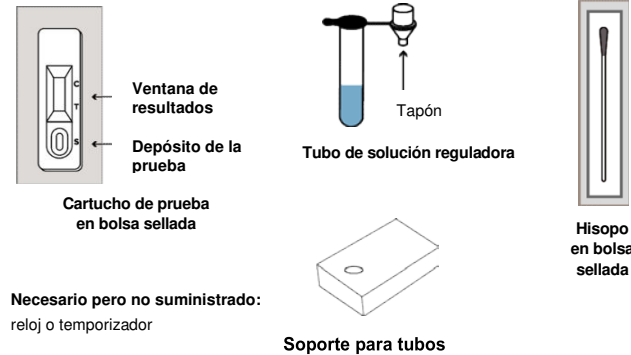 C
T
S
Ventana de
resultados
Depósito de la
prueba
Cartucho de prueba
en bolsa sellada
Tapón
Tubo de solución reguladora
Hisopo
en bolsa
sellada
Necesario pero no suministrado:
reloj o temporizador
Soporte para tubos